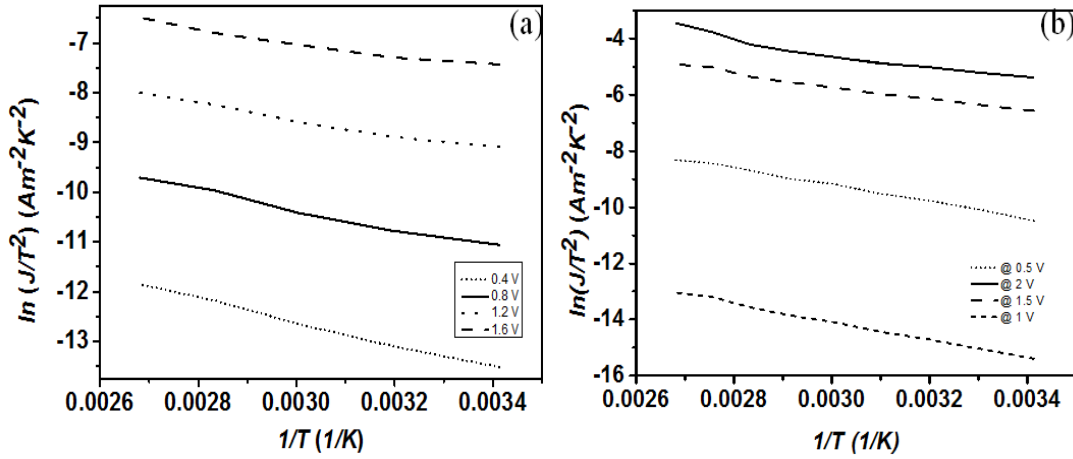 (a)
ln (J/T²) (Am⁻²K⁻²)
-7
-8
-9
-10
-11
-12
-13
0.4 V
0.8 V
1.2 V
1.6 V
0.0026 0.0028 0.0030 0.0032 0.0034
1/T (1/K)
(b)
ln(J/T²) (Am⁻²K⁻²)
-4
-6
-8
-10
-12
-14
-16
@ 0.5 V
@ 2 V
@ 1.5 V
@ 1 V
0.0026 0.0028 0.0030 0.0032 0.0034
1/T (1/K)